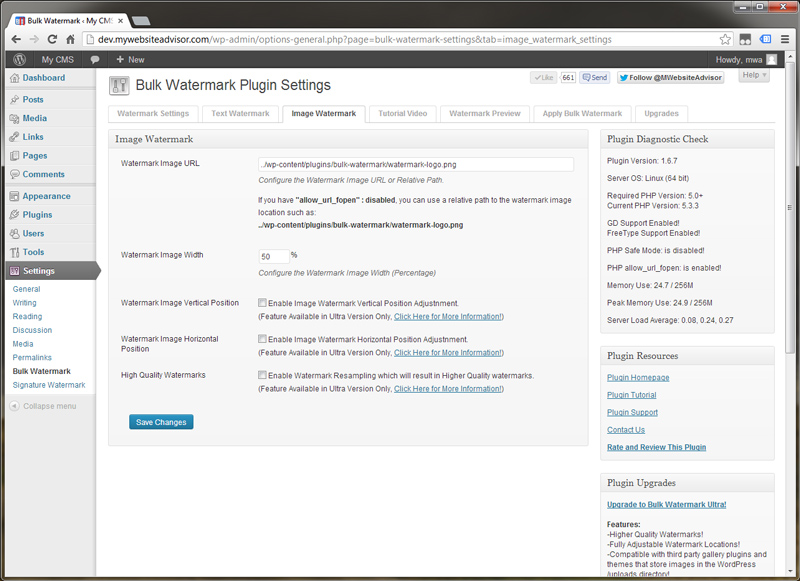 Bulk Watermark ‹ My CMS
dev.mywebsiteadvisor.com/wp-admin/options-general.php?page=bulk-watermark-settings&tab=image_watermark_settings
My CMS
New
Howdy, mwa
Dashboard
Posts
Media
Links
Pages
Comments
Appearance
Plugins
Users
Tools
Settings
General
Writing
Reading
Discussion
Media
Permalinks
Bulk Watermark
Signature Watermark
Collapse menu
Bulk Watermark Plugin Settings
Like 661 Send Follow @MWebsiteAdvisor Help
Watermark Settings Text Watermark Image Watermark Tutorial Video Watermark Preview Apply Bulk Watermark Upgrades
Image Watermark
Watermark Image URL
../wp-content/plugins/bulk-watermark/watermark-logo.png
Configure the Watermark Image URL or Relative Path.
If you have "allow_url_fopen" : disabled, you can use a relative path to the watermark image
location such as:
../wp-content/plugins/bulk-watermark/watermark-logo.png
Watermark Image Width
50 %
Configure the Watermark Image Width (Percentage)
Watermark Image Vertical Position
Enable Image Watermark Vertical Position Adjustment.
(Feature Available in Ultra Version Only, Click Here for More Information!)
Watermark Image Horizontal
Position
Enable Image Watermark Horizontal Position Adjustment.
(Feature Available in Ultra Version Only, Click Here for More Information!)
High Quality Watermarks
Enable Watermark Resampling which will result in Higher Quality watermarks.
(Feature Available in Ultra Version Only, Click Here for More Information!)
Save Changes
Plugin Diagnostic Check
Plugin Version: 1.6.7
Server OS: Linux (64 bit)
Required PHP Version: 5.0+
Current PHP Version: 5.3.3
GD Support Enabled!
FreeType Support Enabled!
PHP Safe Mode: is disabled!
PHP allow_url_fopen: is enabled!
Memory Use: 24.7 / 256M
Peak Memory Use: 24.9 / 256M
Server Load Average: 0.08, 0.24, 0.27
Plugin Resources
Plugin Homepage
Plugin Tutorial
Plugin Support
Contact Us
Rate and Review This Plugin
Plugin Upgrades
Upgrade to Bulk Watermark Ultra!
Features:
-Higher Quality Watermarks!
-Fully Adjustable Watermark Locations!
-Compatible with third party gallery plugins and
themes that store images in the WordPress
/uploads directory!